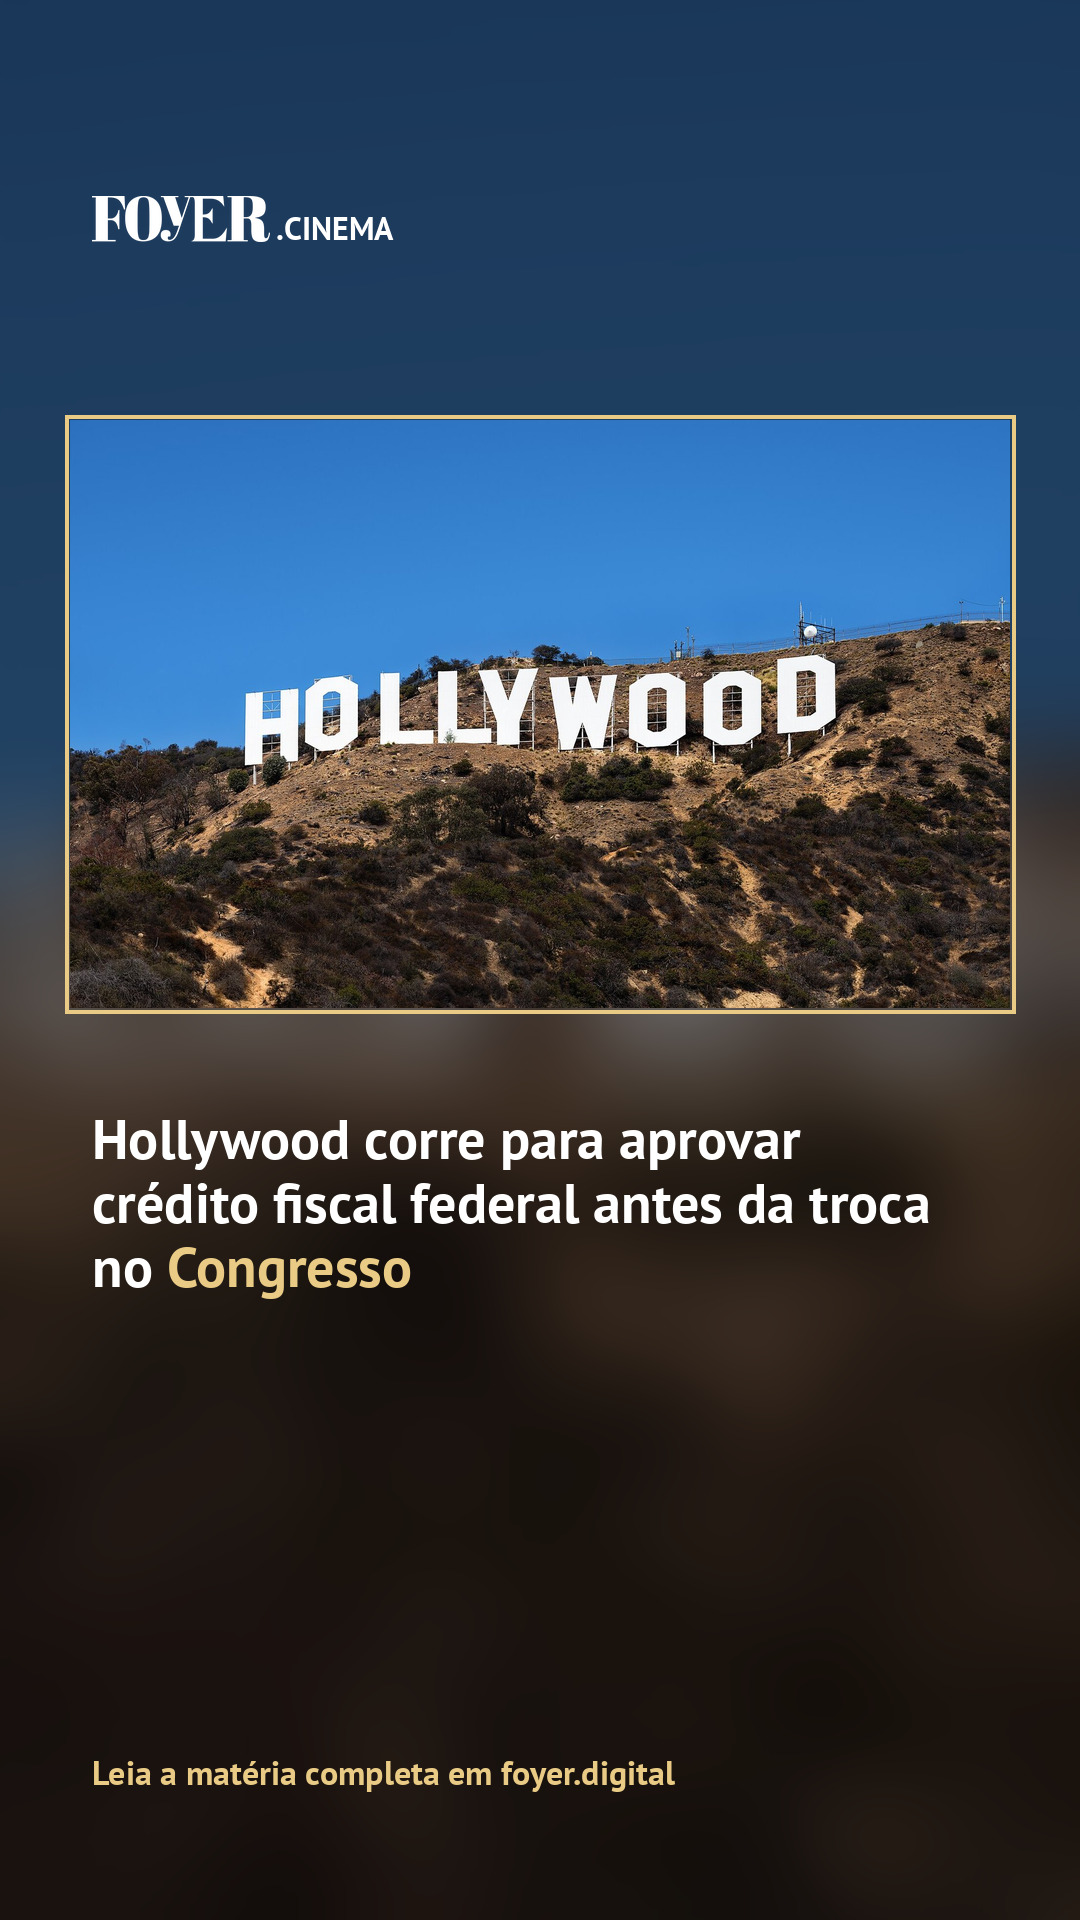 FOYER.CINEMA
HOLLYWOOD
Hollywood corre para aprovar
crédito fiscal federal antes da troca
no Congresso
Leia a matéria completa em foyer.digital